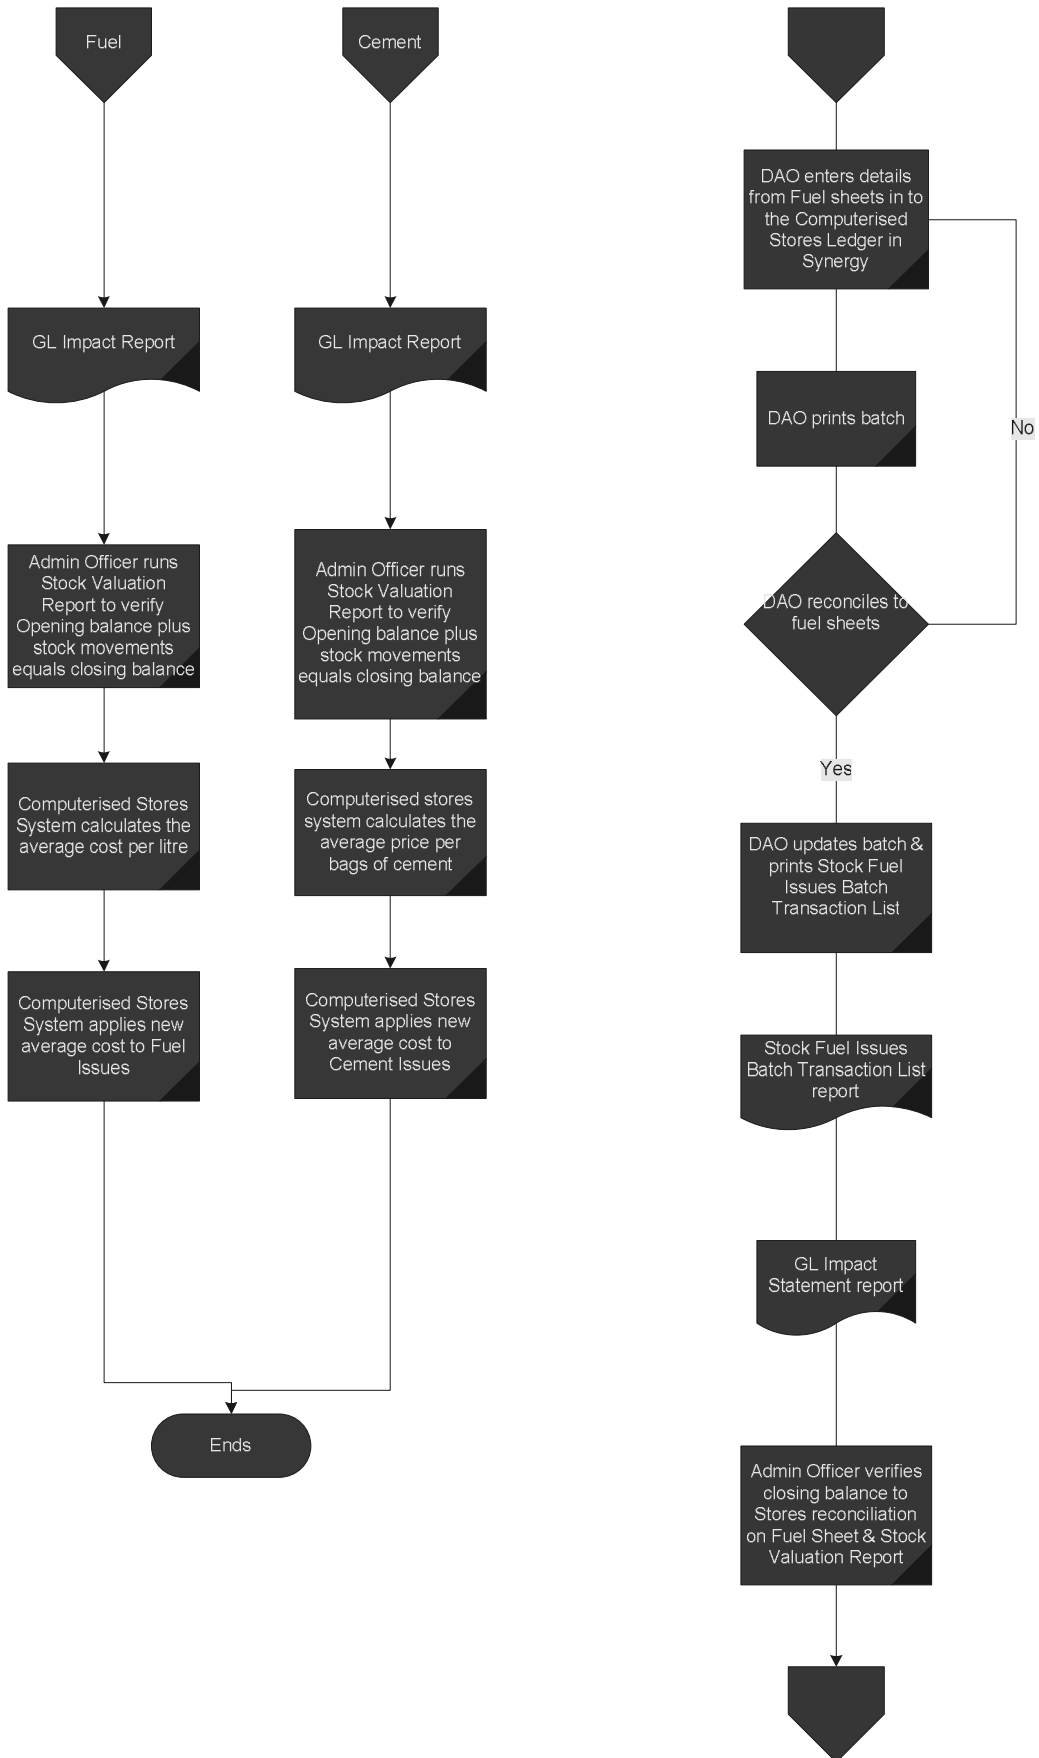 Fuel
GL Impact Report
Admin Officer runs
Stock Valuation
Report to verify
Opening balance plus
stock movements
equals closing balance
Computerised Stores
System calculates the
average cost per litre
Computerised Stores
System applies new
average cost to Fuel
Issues
Cement
GL Impact Report
Admin Officer runs
Stock Valuation
Report to verify
Opening balance plus
stock movements
equals closing balance
Computerised stores
system calculates the
average price per
bags of cement
Computerised Stores
System applies new
average cost to
Cement Issues
Ends
DAO enters details
from Fuel sheets in to
the Computerised
Stores Ledger in
Synergy
DAO prints batch
No
DAO reconciles to
fuel sheets
Yes
DAO updates batch &
prints Stock Fuel
Issues Batch
Transaction List
Stock Fuel Issues
Batch Transaction List
report
GL Impact
Statement report
Admin Officer verifies
closing balance to
Stores reconciliation
on Fuel Sheet & Stock
Valuation Report